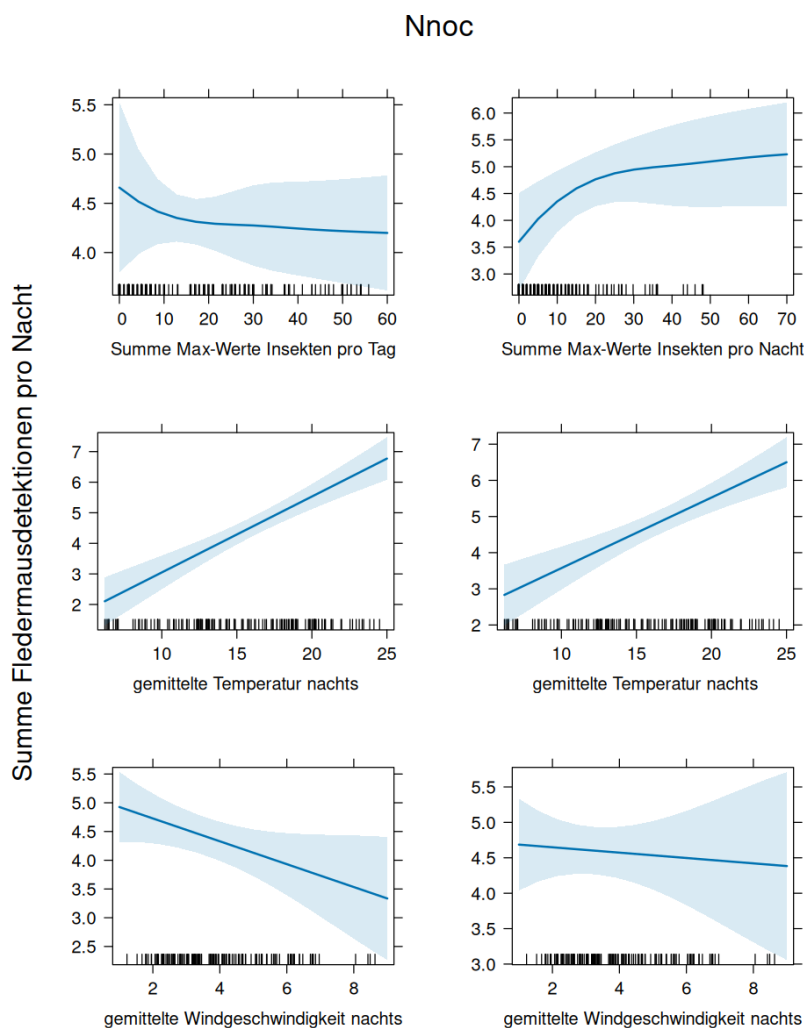 Nnoc
Summe Fledermausdetektionen pro Nacht
5.5
5.0
4.5
4.0
0 10 20 30 40 50 60
Summe Max-Werte Insekten pro Tag
6.0
5.5
5.0
4.5
4.0
3.5
3.0
0 10 20 30 40 50 60 70
Summe Max-Werte Insekten pro Nacht
7
6
5
4
3
2
10 15 20 25
gemittelte Temperatur nachts
7
6
5
4
3
2
10 15 20 25
gemittelte Temperatur nachts
5.5
5.0
4.5
4.0
3.5
3.0
2.5
2 4 6 8
gemittelte Windgeschwindigkeit nachts
5.5
5.0
4.5
4.0
3.5
3.0
2 4 6 8
gemittelte Windgeschwindigkeit nachts